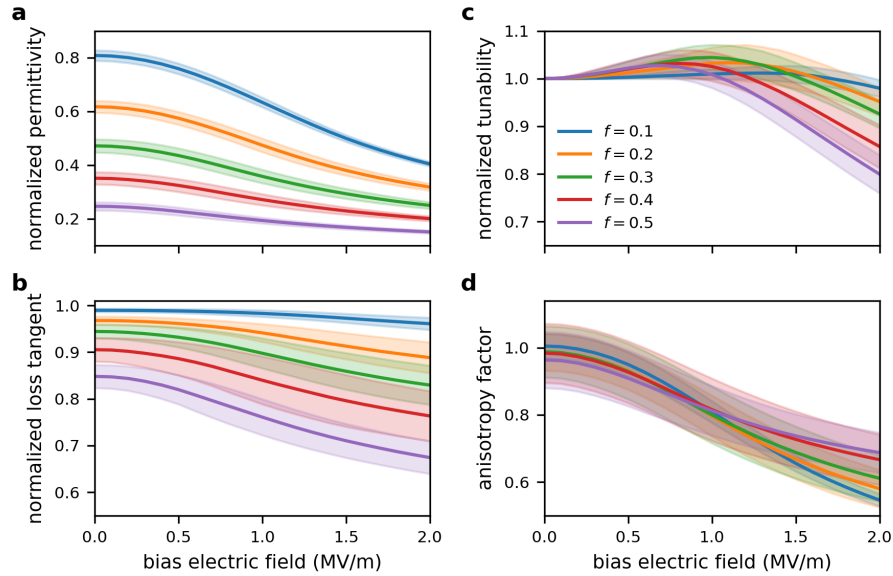 a
normalized permittivity
0.8
0.6
0.4
0.2
c
normalized tunability
1.1
1.0
0.9
0.8
0.7
f = 0.1
f = 0.2
f = 0.3
f = 0.4
f = 0.5
b
normalized loss tangent
1.0
0.9
0.8
0.7
0.6
0.0 0.5 1.0 1.5 2.0
bias electric field (MV/m)
d
anisotropy factor
1.0
0.8
0.6
0.0 0.5 1.0 1.5 2.0
bias electric field (MV/m)